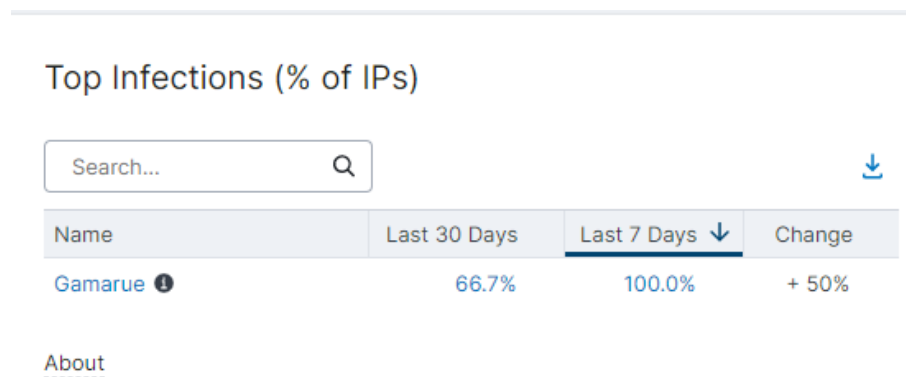 Top Infections (% of IPs)
Search...
Name Last 30 Days Last 7 Days Change
Gamarue 66.7% 100.0% + 50%
About